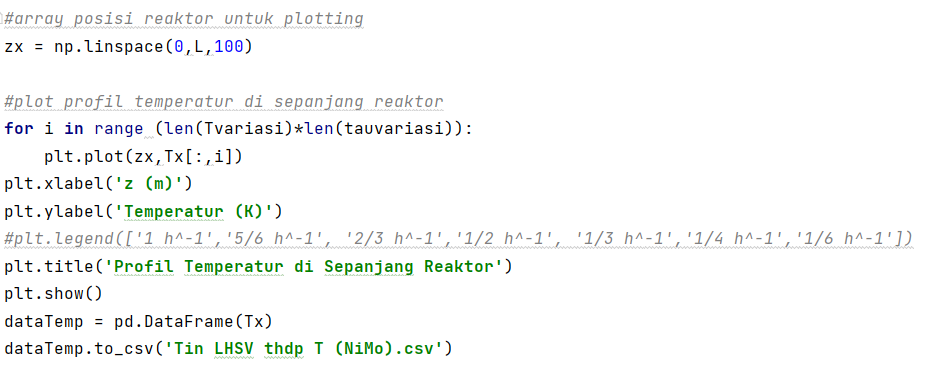 #array posisi reaktor untuk plotting
zx = np.linspace(0,L,100)
#plot profil temperatur di sepanjang reaktor
for i in range (len(Tvariasi)*len(tauvariasi)):
    plt.plot(zx,Tx[:,i])
plt.xlabel('z (m)')
plt.ylabel('Temperatur (K)')
#plt.legend(['1 h^-1','5/6 h^-1', '2/3 h^-1','1/2 h^-1', '1/3 h^-1','1/4 h^-1','1/6 h^-1'])
plt.title('Profil Temperatur di Sepanjang Reaktor')
plt.show()
dataTemp = pd.DataFrame(Tx)
dataTemp.to_csv('Tin LHSV thdp T (NiMo).csv')